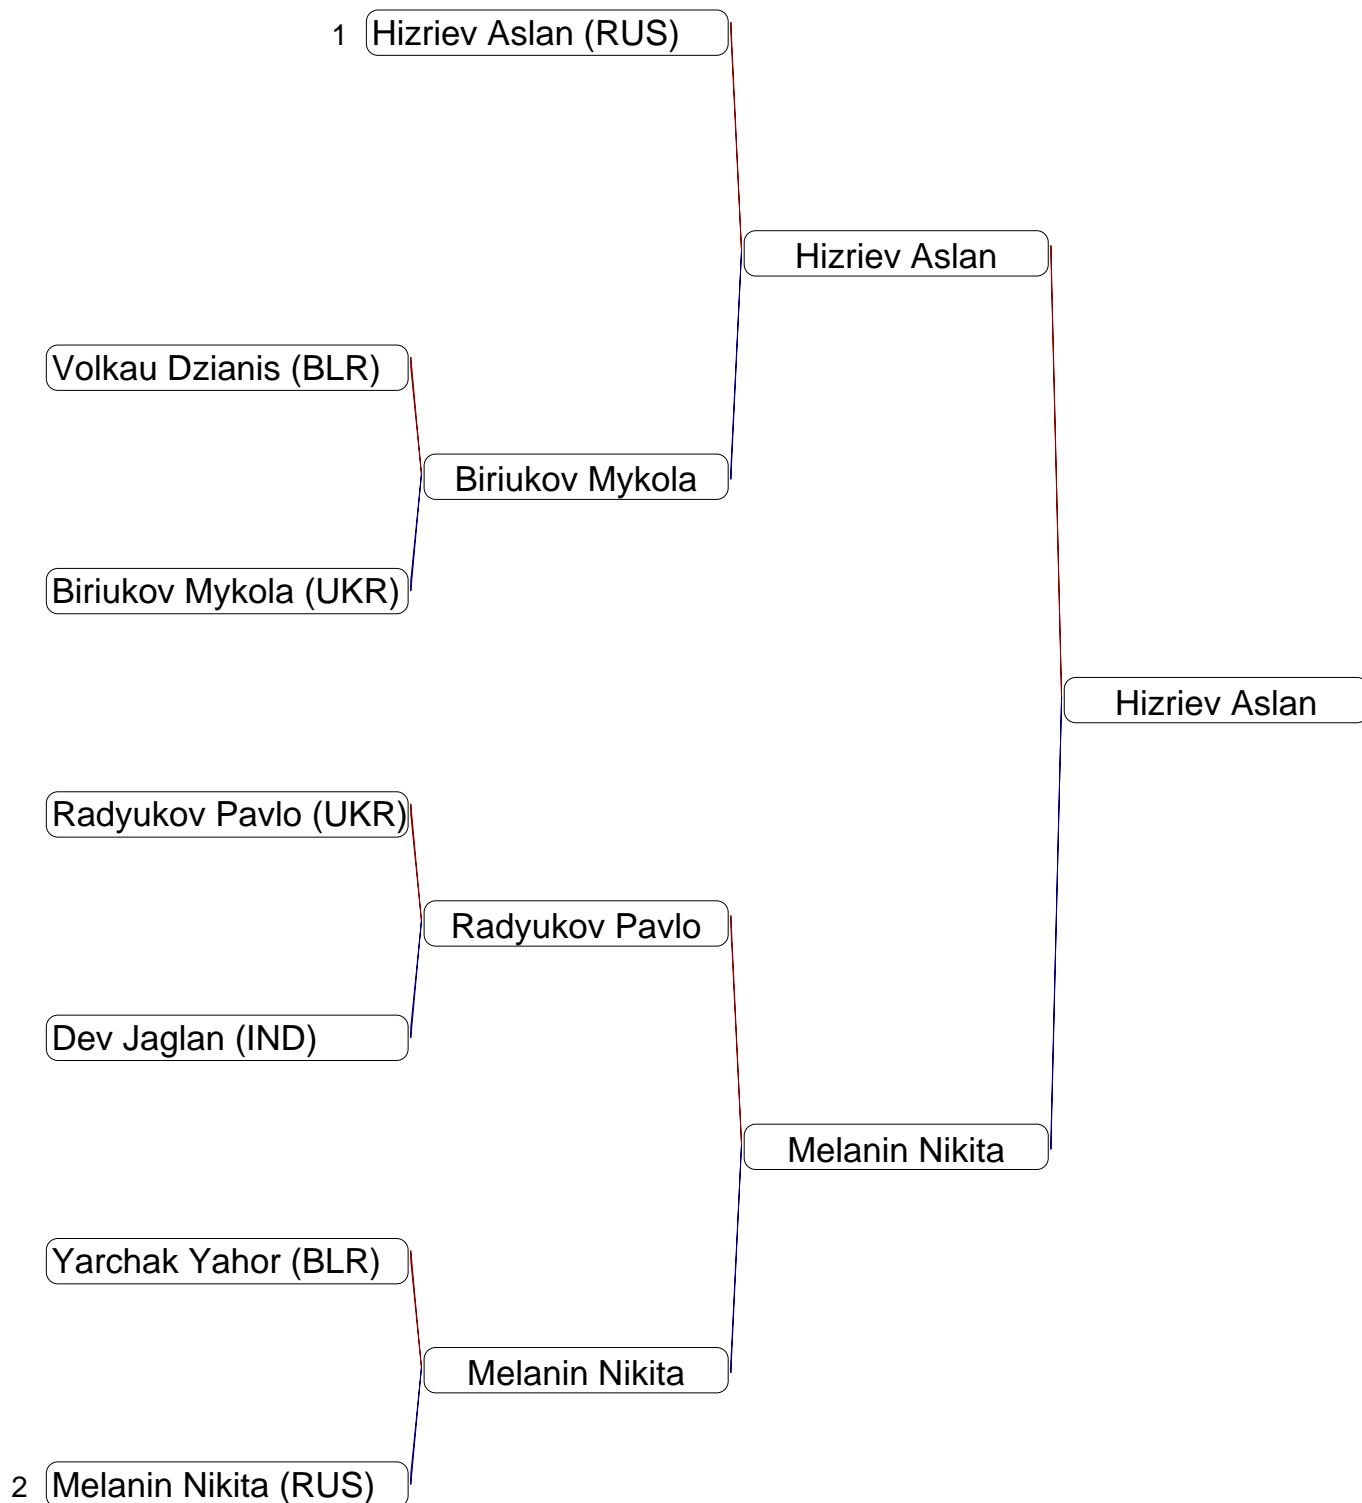 1 Hizriev Aslan (RUS)
Hizriev Aslan
Volkau Dzianis (BLR)
Biriukov Mykola
Biriukov Mykola (UKR)
Hizriev Aslan
Radyukov Pavlo (UKR)
Radyukov Pavlo
Dev Jaglan (IND)
Melanin Nikita
Yarchak Yahor (BLR)
Melanin Nikita
2 Melanin Nikita (RUS)